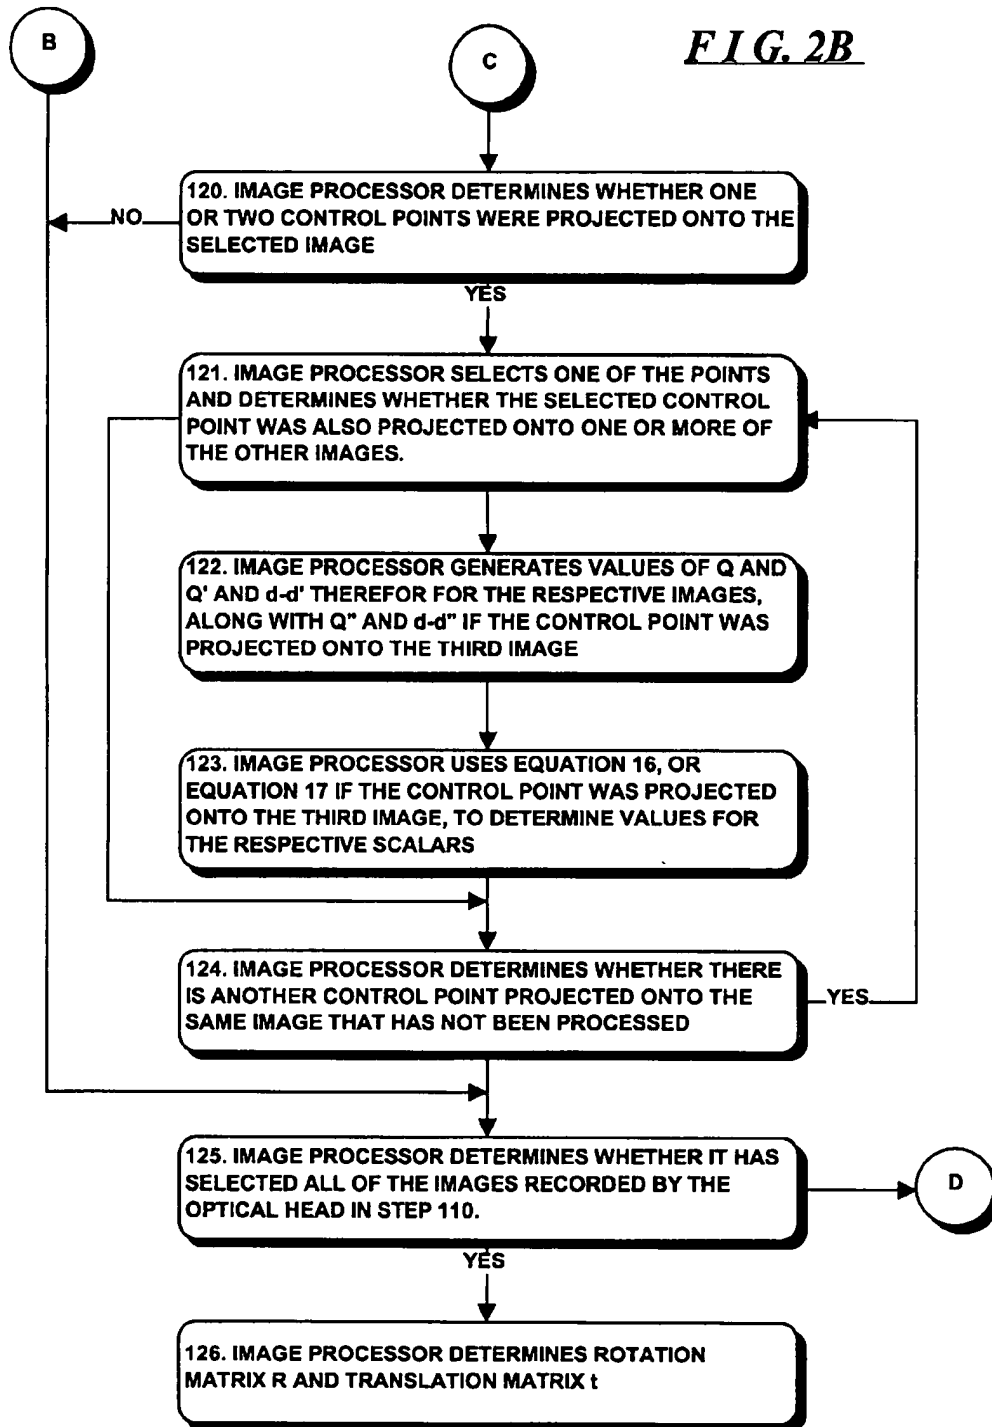 B
C
F I G. 2B
120. IMAGE PROCESSOR DETERMINES WHETHER ONE
OR TWO CONTROL POINTS WERE PROJECTED ONTO THE
SELECTED IMAGE
NO
YES
121. IMAGE PROCESSOR SELECTS ONE OF THE POINTS
AND DETERMINES WHETHER THE SELECTED CONTROL
POINT WAS ALSO PROJECTED ONTO ONE OR MORE OF
THE OTHER IMAGES.
122. IMAGE PROCESSOR GENERATES VALUES OF Q AND
Q' AND d-d' THEREFOR FOR THE RESPECTIVE IMAGES,
ALONG WITH Q" AND d-d" IF THE CONTROL POINT WAS
PROJECTED ONTO THE THIRD IMAGE
123. IMAGE PROCESSOR USES EQUATION 16, OR
EQUATION 17 IF THE CONTROL POINT WAS PROJECTED
ONTO THE THIRD IMAGE, TO DETERMINE VALUES FOR
THE RESPECTIVE SCALARS
124. IMAGE PROCESSOR DETERMINES WHETHER THERE
IS ANOTHER CONTROL POINT PROJECTED ONTO THE
SAME IMAGE THAT HAS NOT BEEN PROCESSED
YES
125. IMAGE PROCESSOR DETERMINES WHETHER IT HAS
SELECTED ALL OF THE IMAGES RECORDED BY THE
OPTICAL HEAD IN STEP 110.
D
YES
126. IMAGE PROCESSOR DETERMINES ROTATION
MATRIX R AND TRANSLATION MATRIX t